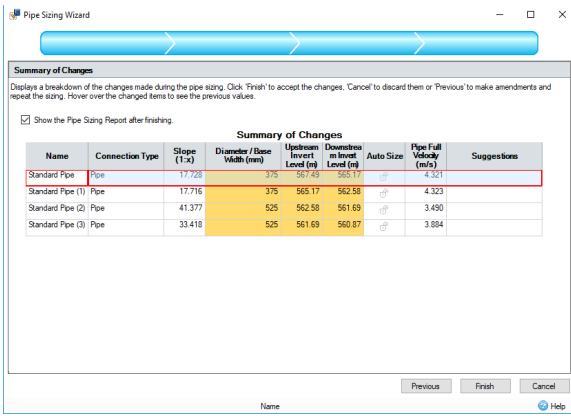 Pipe Sizing Wizard
Summary of Changes
Displays a breakdown of the changes made during the pipe sizing. Click 'Finish' to accept the changes, 'Cancel' to discard them or 'Previous' to make amendments and
repeat the sizing. Hover over the changed items to see the previous values.
Show the Pipe Sizing Report after finishing.
Summary of Changes
Name Connection Type Slope (1:x) Diameter / Base Width (mm) Upstream Invert Level (m) Downstrea m Invert Level (m) Auto Size Pipe Full Velocity (m/s) Suggestions
Standard Pipe Pipe 17.728 375 567.49 565.17 4.321
Standard Pipe (1) Pipe 17.716 375 565.17 562.58 4.323
Standard Pipe (2) Pipe 41.377 525 562.58 561.69 3.490
Standard Pipe (3) Pipe 33.418 525 561.69 560.87 3.884
Previous Finish Cancel
Name Help